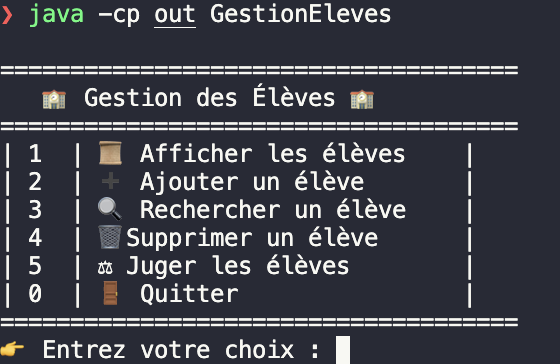 ❯ java -cp out GestionEleves
=====================================
🏫 Gestion des Élèves 🏫
=====================================
| 1 | 📜 Afficher les élèves |
| 2 | ➕ Ajouter un élève |
| 3 | 🔍 Rechercher un élève |
| 4 | 🗑️Supprimer un élève |
| 5 | ⚖ Juger les élèves |
| 0 | 🚪 Quitter |
=====================================
👉 Entrez votre choix :